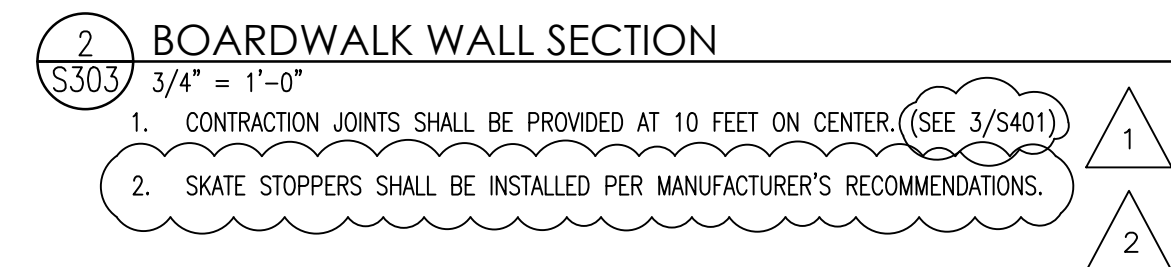 2 BOARDWALK WALL SECTION
S303 3/4" = 1'-0"
1. CONTRACTION JOINTS SHALL BE PROVIDED AT 10 FEET ON CENTER. (SEE 3/S401)
1
2. SKATE STOPPERS SHALL BE INSTALLED PER MANUFACTURER'S RECOMMENDATIONS.
2